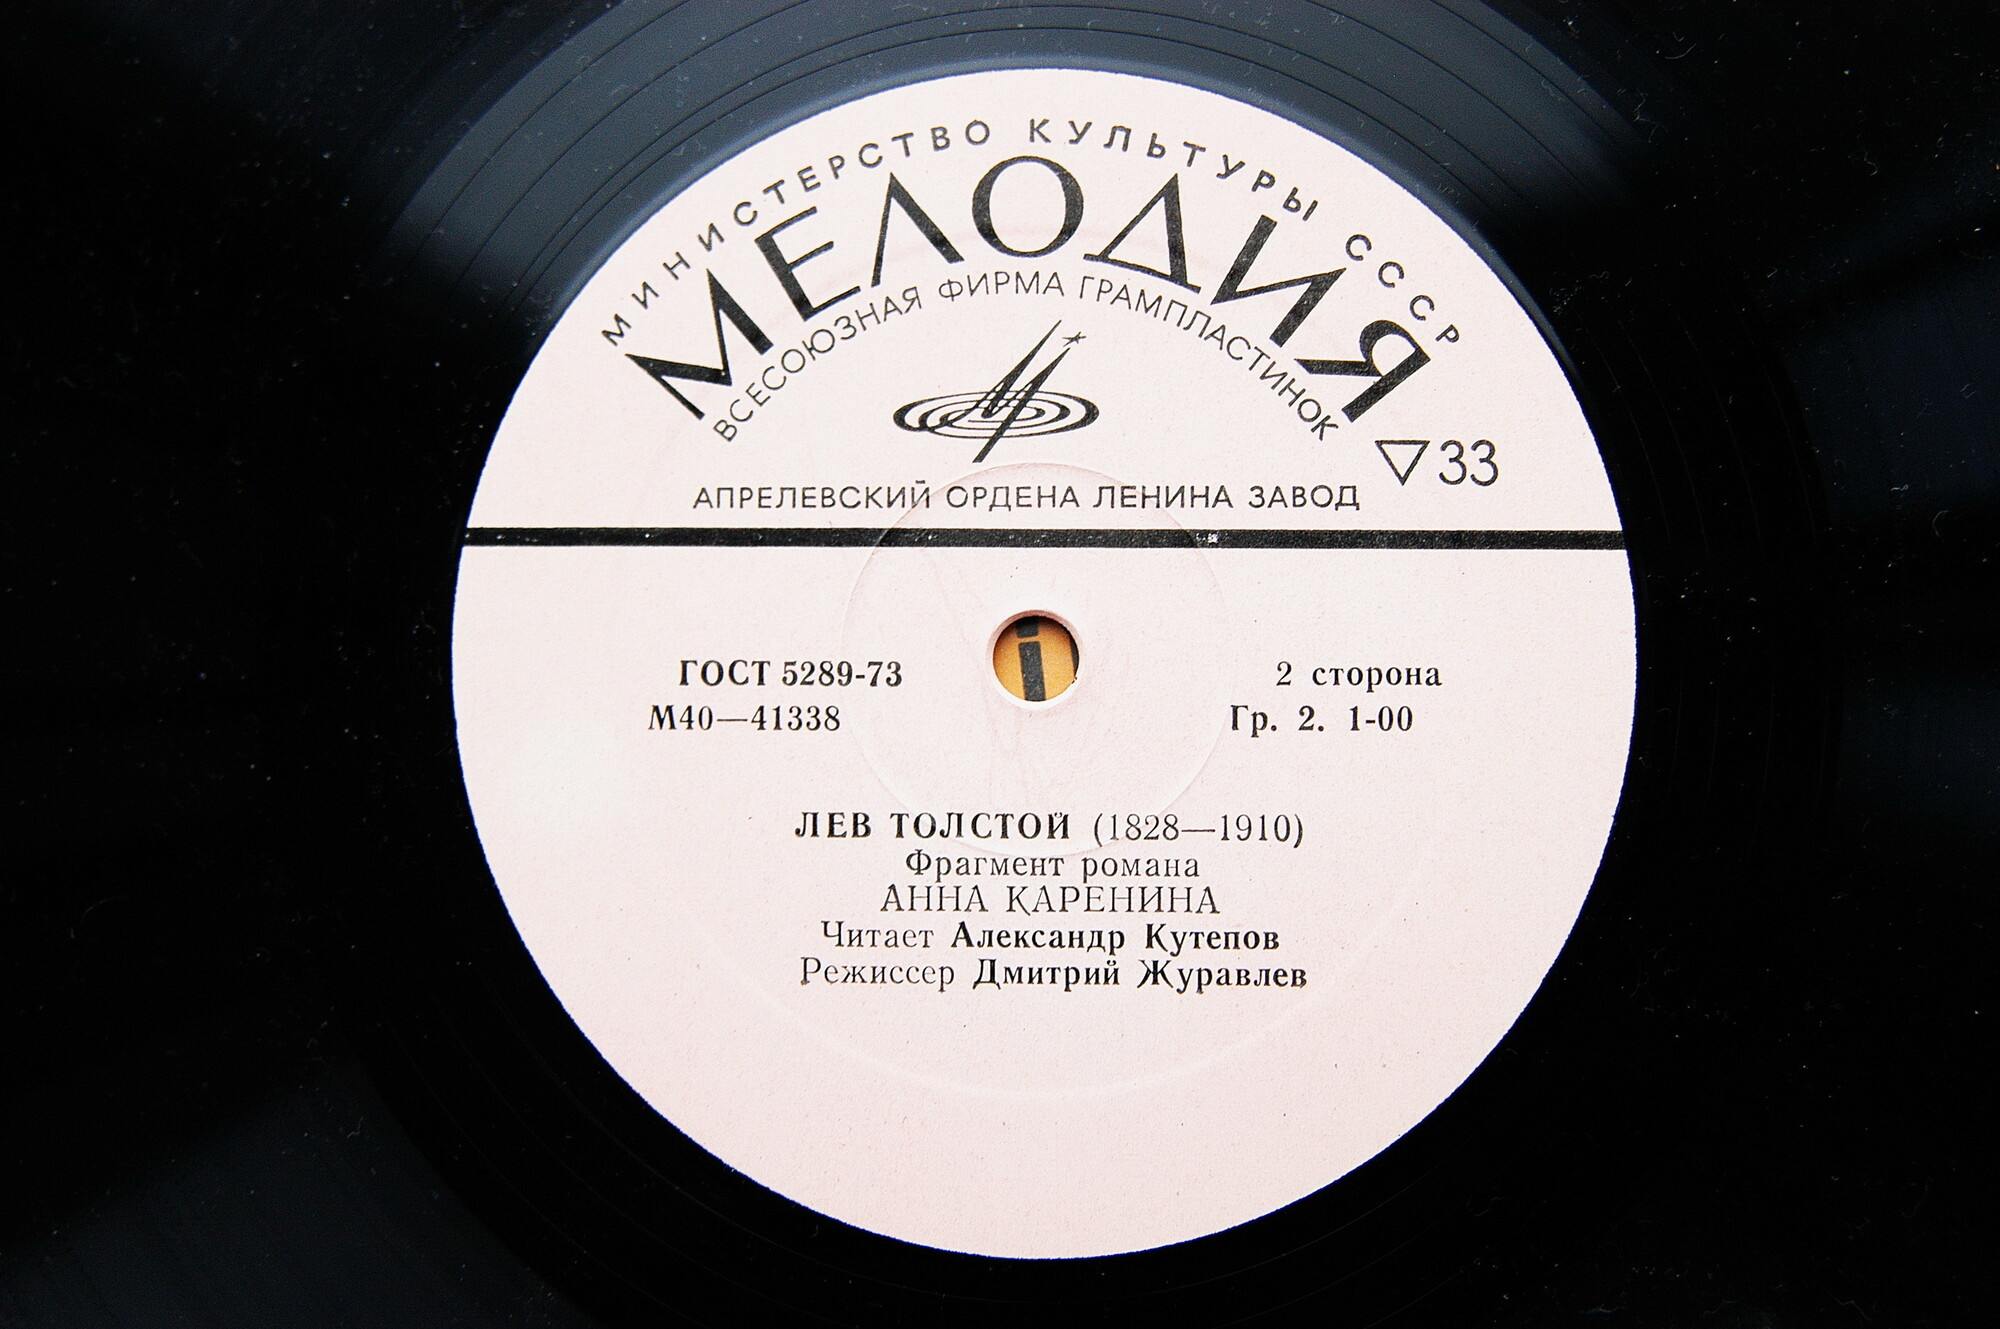 МИНИСТЕРСТВО КУЛЬТУРЫ СССР
МЕЛОДИЯ
ВСЕСОЮЗНАЯ ФИРМА ГРАМПЛАСТИНОК
▽33
АПРЕЛЕВСКИЙ ОРДЕНА ЛЕНИНА ЗАВОД
ГОСТ 5289-73
М40—41338
2 сторона
Гр. 2. 1-00
ЛЕВ ТОЛСТОЙ (1828—1910)
Фрагмент романа
АННА КАРЕНИНА
Читает Александр Кутепов
Режиссер Дмитрий Журавлев
i